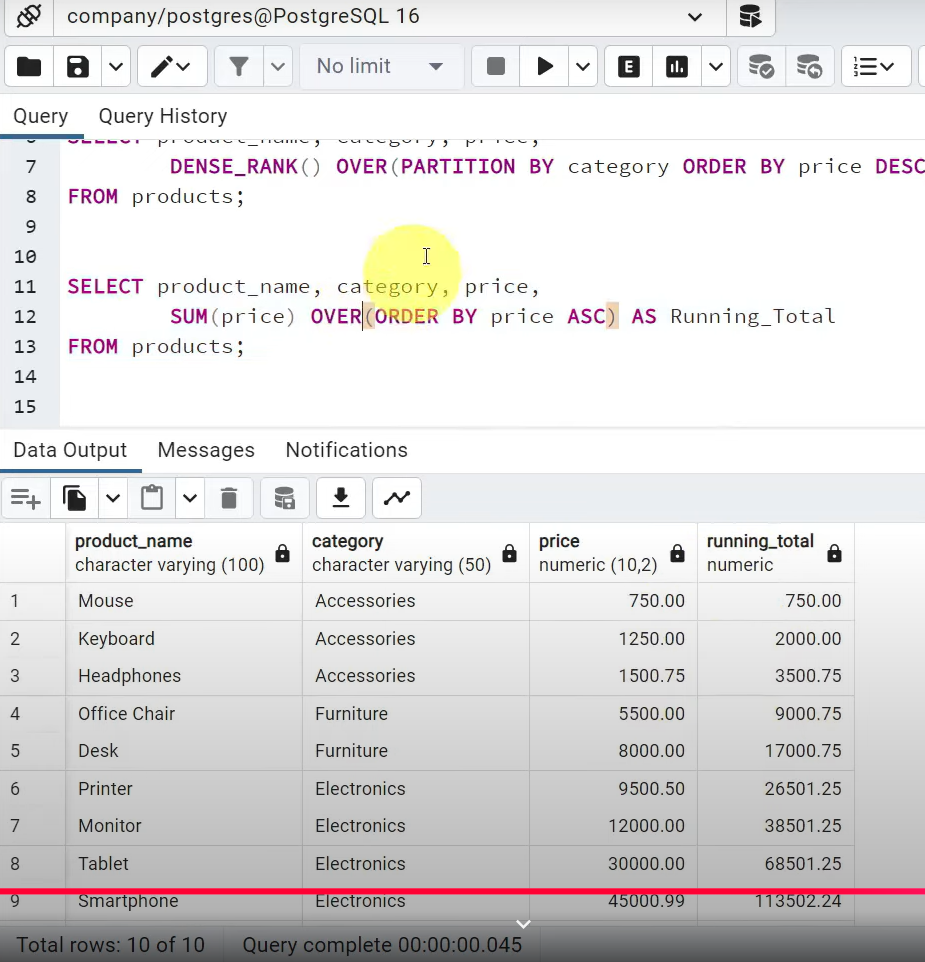 company/postgres@PostgreSQL 16
No limit
E
Query Query History
6 SELECT product_name, category, price,
7 DENSE_RANK() OVER(PARTITION BY category ORDER BY price DESC
8 FROM products;
9
10
11 SELECT product_name, category, price,
12 SUM(price) OVER(ORDER BY price ASC) AS Running_Total
13 FROM products;
14
15
Data Output Messages Notifications
product_name category price running_total
character varying (100) character varying (50) numeric (10,2) numeric
1 Mouse Accessories 750.00 750.00
2 Keyboard Accessories 1250.00 2000.00
3 Headphones Accessories 1500.75 3500.75
4 Office Chair Furniture 5500.00 9000.75
5 Desk Furniture 8000.00 17000.75
6 Printer Electronics 9500.50 26501.25
7 Monitor Electronics 12000.00 38501.25
8 Tablet Electronics 30000.00 68501.25
9 Smartphone Electronics 45000.99 113502.24
Total rows: 10 of 10 Query complete 00:00:00.045